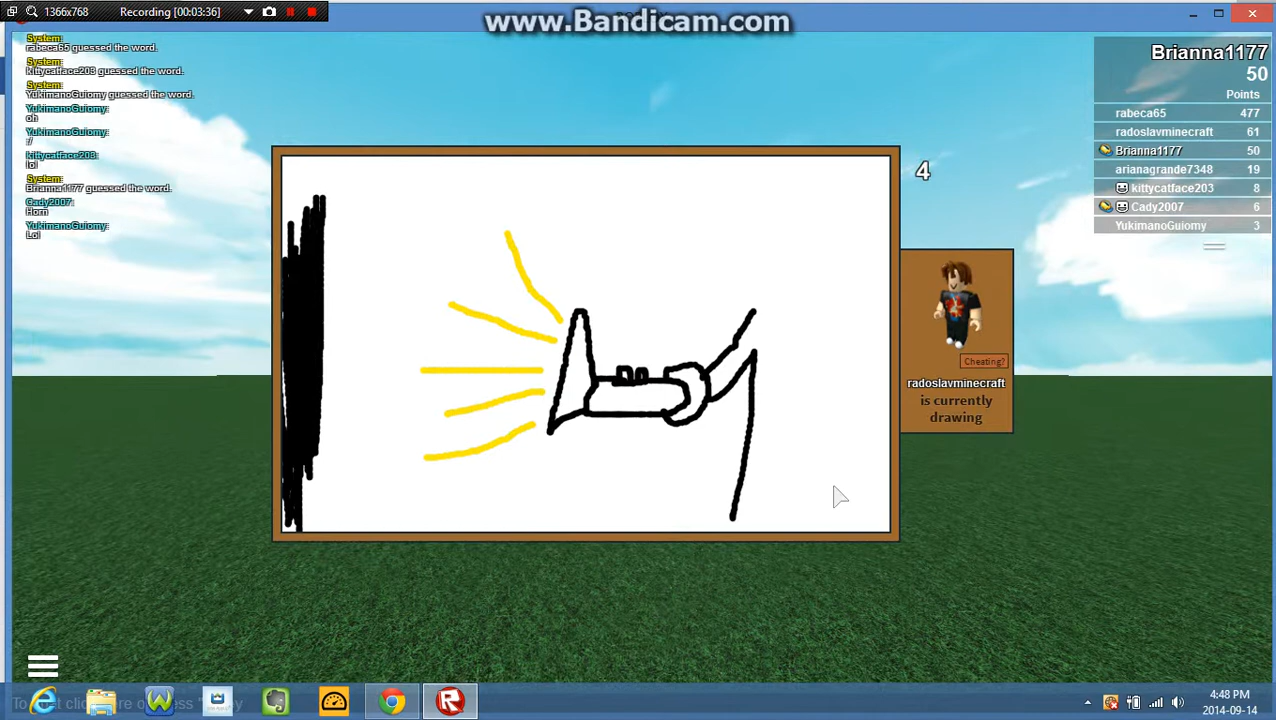 1366x768 Recording [00:03:36]
www.Bandicam.com
System:
rabeca65 guessed the word.
System:
kittycatface203 guessed the word.
System:
YukimanoGuiomy guessed the word.
YukimanoGuiomy:
oh
YukimanoGuiomy:
:/
kittycatface203:
lol
System:
Brianna1177 guessed the word.
Cady2007:
Horn
YukimanoGuiomy:
Lol
Brianna1177
50
Points
rabeca65 477
radoslavminecraft 61
Brianna1177 50
arianagrande7348 19
kittycatface203 8
Cady2007 6
YukimanoGuiomy 3
4
Cheating?
radoslavminecraft
is currently
drawing
4:48 PM
2014-09-14